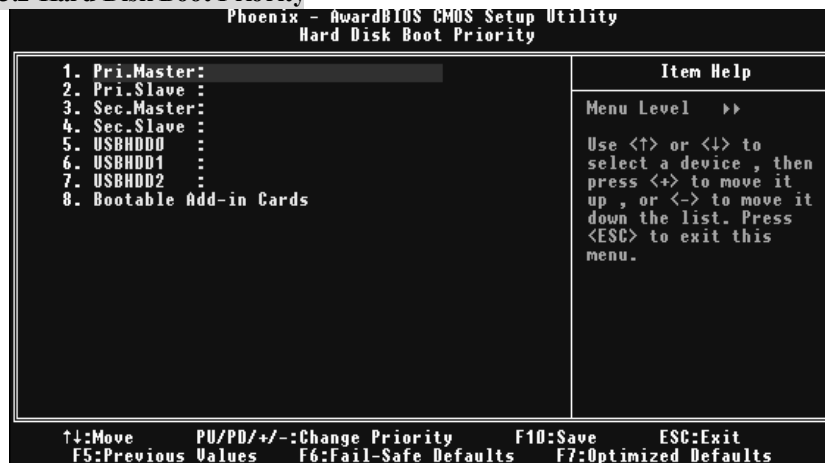 Hard Disk Boot Priority
Phoenix - AwardBIOS CMOS Setup Utility
Hard Disk Boot Priority
1. Pri.Master:
2. Pri.Slave :
3. Sec.Master:
4. Sec.Slave :
5. USBHDD0 :
6. USBHDD1 :
7. USBHDD2 :
8. Bootable Add-in Cards
Item Help
Menu Level ▸▸
Use <↑> or <↓> to
select a device , then
press <+> to move it
up , or <-> to move it
down the list. Press
<ESC> to exit this
menu.
↑↓:Move PU/PD/+/-:Change Priority F10:Save ESC:Exit
F5:Previous Values F6:Fail-Safe Defaults F7:Optimized Defaults